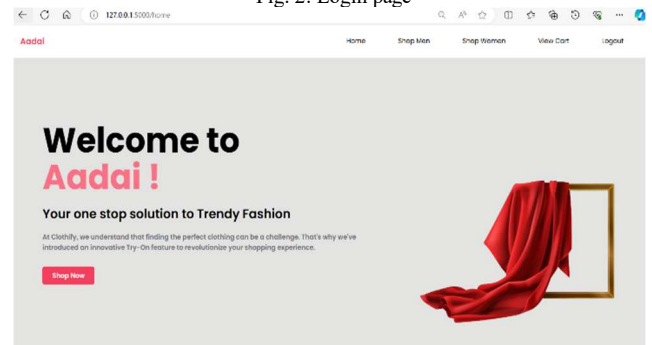 Fig. 2: Login page
127.0.0.1:5000/home
Aadai
Home Shop Men Shop Women View Cart Logout
Welcome to
Aadai !
Your one stop solution to Trendy Fashion
At Clothify, we understand that finding the perfect clothing can be a challenge. That's why we've
introduced an innovative Try-On feature to revolutionize your shopping experience.
Shop Now